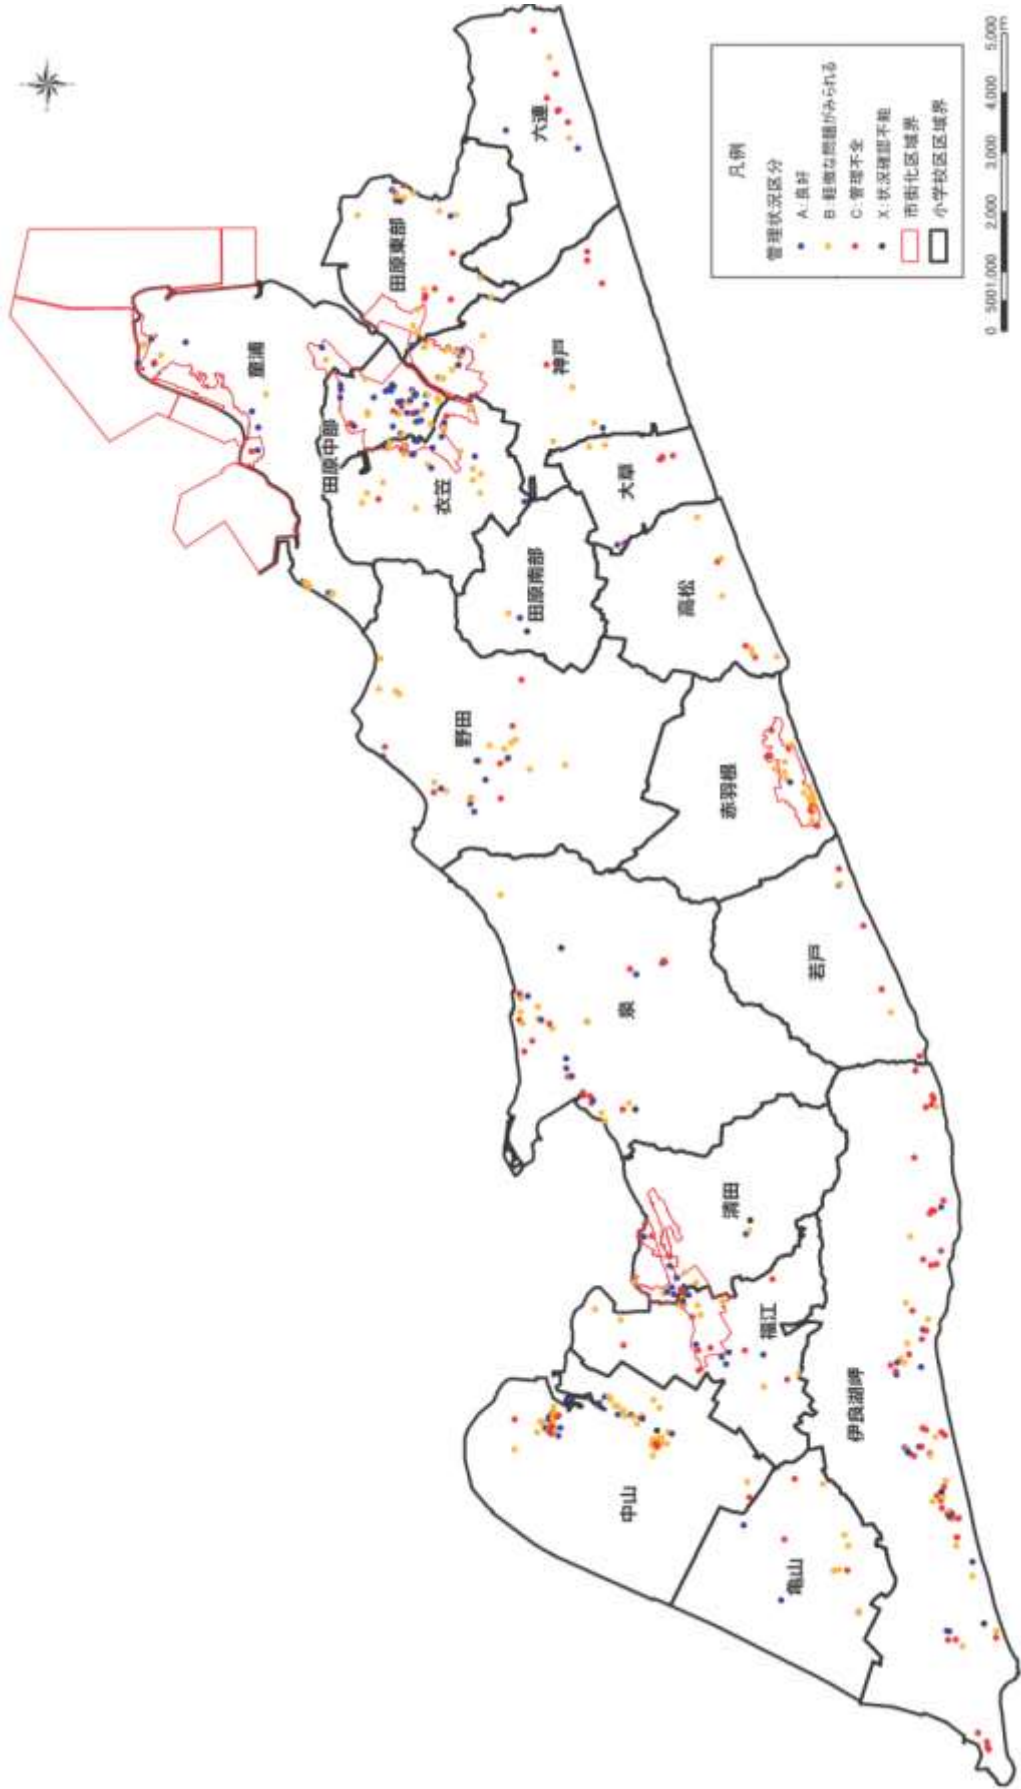 六連
田原東部
童浦
神戸
田原中部
衣笠
大草
田原南部
高松
野田
赤羽根
若戸
泉
清田
福江
伊良湖岬
中山
亀山
凡例
管理状況区分
A:良好
B:軽微な問題がみられる
C:管理不全
X:状況確認不能
市街化区域界
小学校区区域界
0 500 1,000 2,000 3,000 4,000 5,000
m